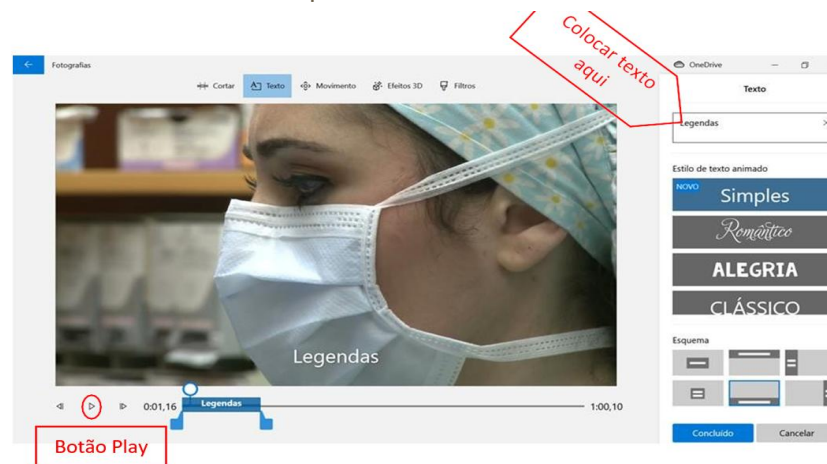 Colocar texto
aqui
Fotografias
OneDrive
Cortar
Texto
Movimento
Efeitos 3D
Filtros
Texto
Legendas
Estilo de texto animado
NOVO
Simples
Romântico
ALEGRIA
CLÁSSICO
Legendas
Esquema
0:01,16
Legendas
1:00,10
Botão Play
Concluído
Cancelar